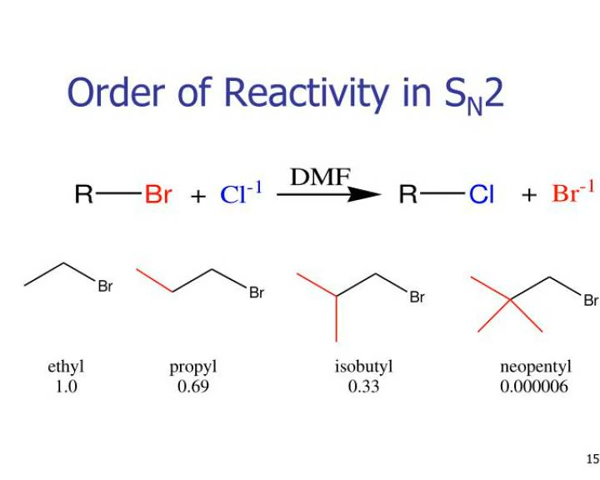 Order of Reactivity in SN2
R—Br + Cl-1 DMF R—Cl + Br-1
Br Br Br Br
ethyl propyl isobutyl neopentyl
1.0 0.69 0.33 0.000006
15